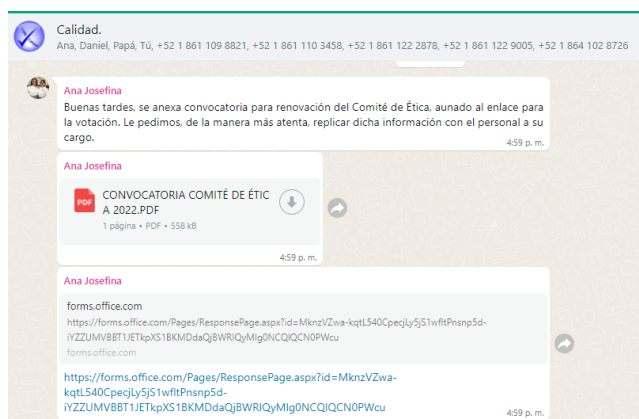 Calidad.
Ana, Daniel, Papá, Tú, +52 1 861 109 8821, +52 1 861 110 3458, +52 1 861 122 2878, +52 1 861 122 9005, +52 1 864 102 8726
Ana Josefina
Buenas tardes, se anexa convocatoria para renovación del Comité de Ética, aunado al enlace para
la votación. Le pedimos, de la manera más atenta, replicar dicha información con el personal a su
cargo.
4:59 p. m.
Ana Josefina
PDF
CONVOCATORIA COMITÉ DE ÉTIC
A 2022.PDF
1 página • PDF • 558 kB
4:59 p. m.
Ana Josefina
forms.office.com
https://forms.office.com/Pages/ResponsePage.aspx?id=MknzVZwa-kqtL540CpecjLy5jS1wfltPnsnp5d-
iYZZUMVBBT1JETkpXS1BKMDdaQjBWRlQyMlg0NCQlQCN0PWcu
forms.office.com
https://forms.office.com/Pages/ResponsePage.aspx?id=MknzVZwa-
kqtL540CpecjLy5jS1wfltPnsnp5d-
iYZZUMVBBT1JETkpXS1BKMDdaQjBWRlQyMlg0NCQlQCN0PWcu
4:59 p. m.